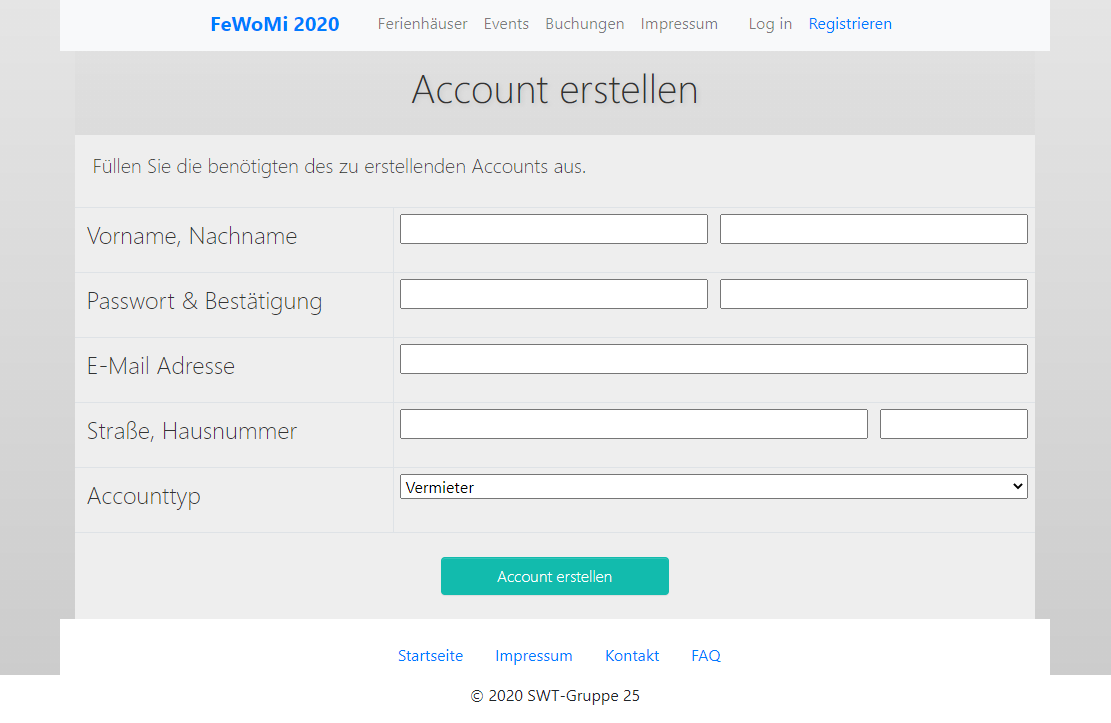 FeWoMi 2020 Ferienhäuser Events Buchungen Impressum Log in Registrieren
Account erstellen
Füllen Sie die benötigten des zu erstellenden Accounts aus.
Vorname, Nachname
Passwort & Bestätigung
E-Mail Adresse
Straße, Hausnummer
Accounttyp Vermieter
Account erstellen
Startseite Impressum Kontakt FAQ
© 2020 SWT-Gruppe 25